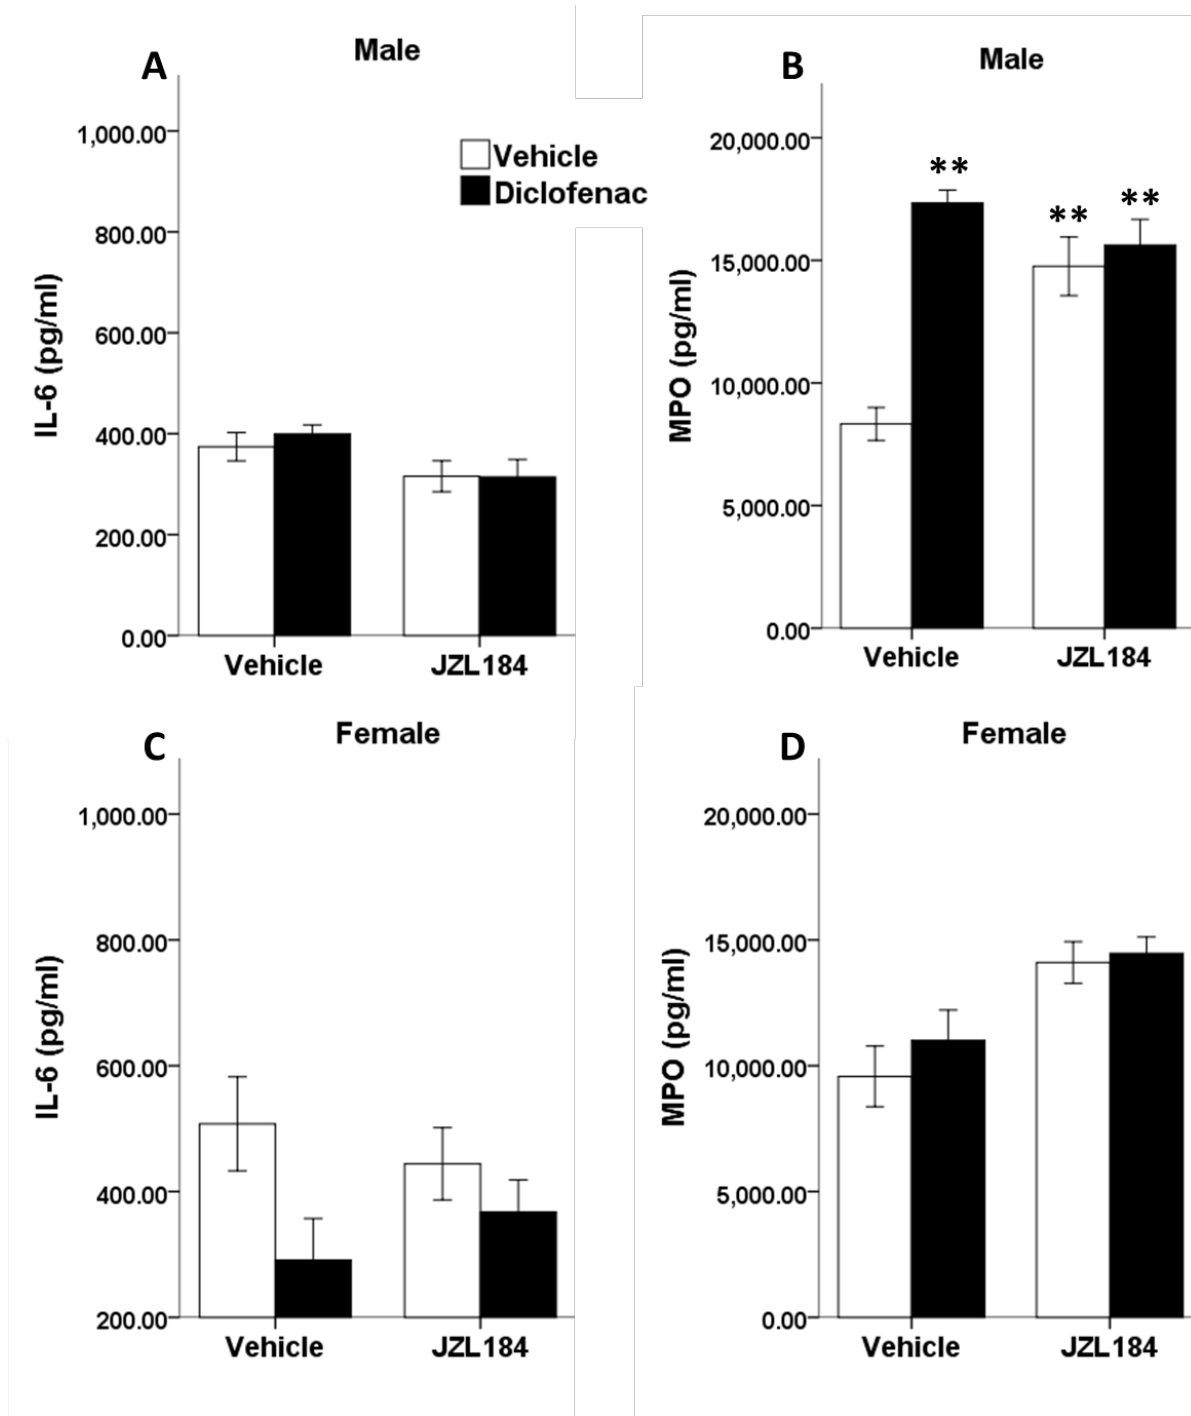 A
Male
1,000.00
800.00
600.00
400.00
200.00
0.00
IL-6 (pg/ml)
Vehicle
Diclofenac
Vehicle
JZL184
B
Male
20,000.00
15,000.00
10,000.00
5,000.00
0.00
MPO (pg/ml)
**
**
**
Vehicle
JZL184
C
Female
1,000.00
800.00
600.00
400.00
200.00
IL-6 (pg/ml)
Vehicle
JZL184
D
Female
20,000.00
15,000.00
10,000.00
5,000.00
0.00
MPO (pg/ml)
Vehicle
JZL184